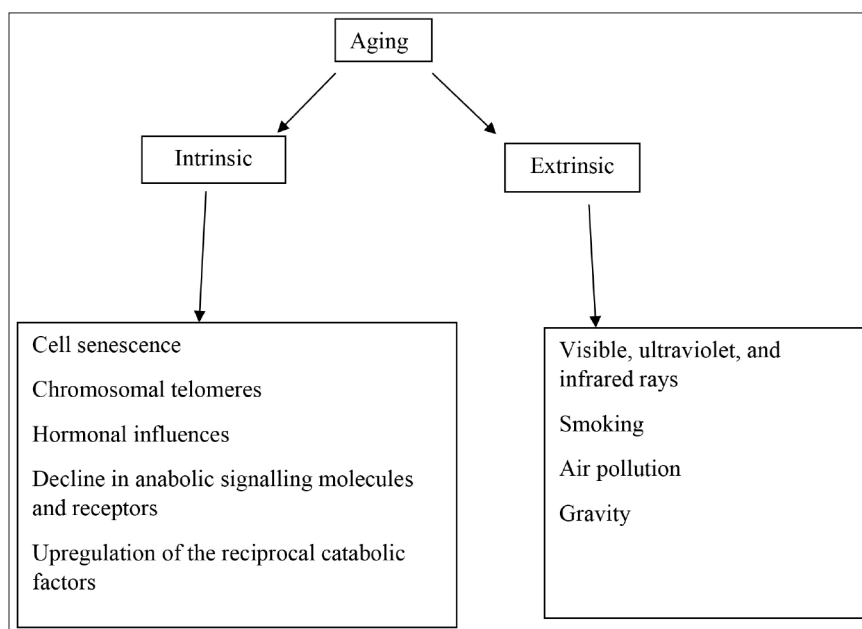 Aging
Intrinsic
Extrinsic
Cell senescence
Chromosomal telomeres
Hormonal influences
Decline in anabolic signalling molecules
and receptors
Upregulation of the reciprocal catabolic
factors
Visible, ultraviolet, and
infrared rays
Smoking
Air pollution
Gravity